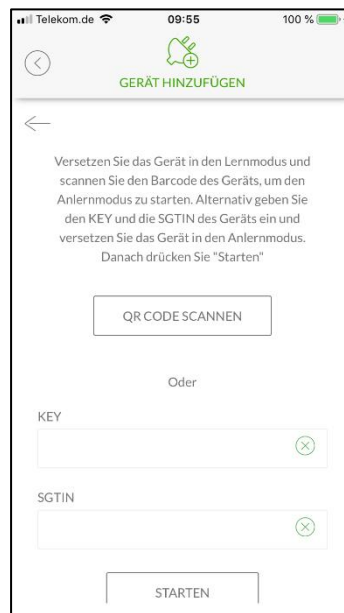 Telekom.de 09:55 100 %
GERÄT HINZUFÜGEN
Versetzen Sie das Gerät in den Lernmodus und
scannen Sie den Barcode des Geräts, um den
Anlernmodus zu starten. Alternativ geben Sie
den KEY und die SGTIN des Geräts ein und
versetzen Sie das Gerät in den Anlernmodus.
Danach drücken Sie "Starten"
QR CODE SCANNEN
Oder
KEY
SGTIN
STARTEN